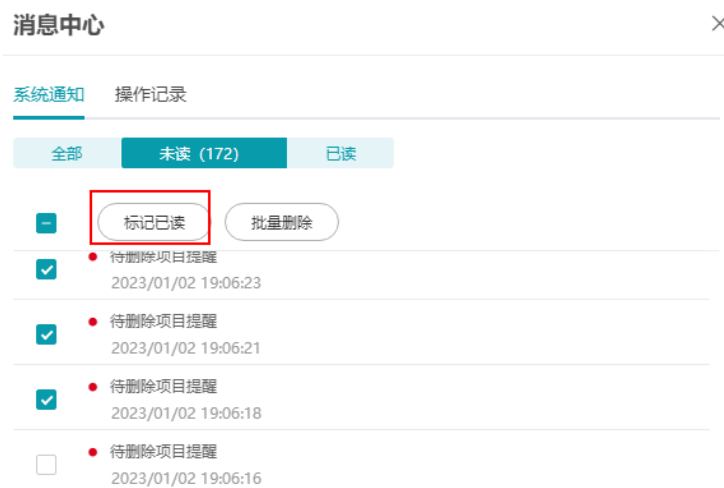 消息中心
系统通知 操作记录
全部 未读 (172) 已读
标记已读 批量删除
待删除项目提醒
2023/01/02 19:06:23
待删除项目提醒
2023/01/02 19:06:21
待删除项目提醒
2023/01/02 19:06:18
待删除项目提醒
2023/01/02 19:06:16